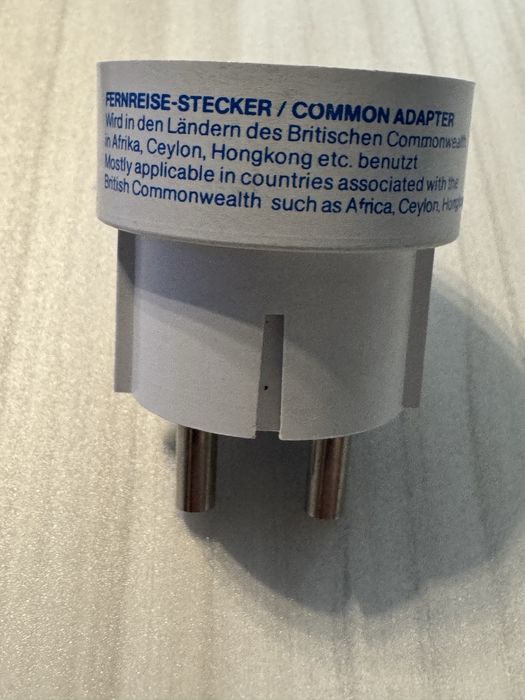 FERNREISE-STECKER / COMMON ADAPTER
Wird in den Ländern des Britischen Commonwealth
in Afrika, Ceylon, Hongkong etc. benutzt
Mostly applicable in countries associated with the
British Commonwealth such as Africa, Ceylon, Hongko